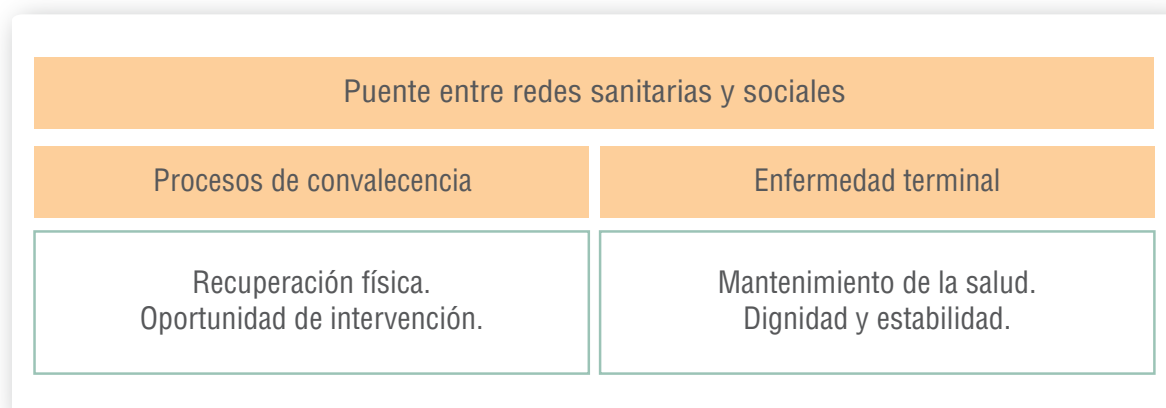 Puente entre redes sanitarias y sociales
Procesos de convalecencia
Enfermedad terminal
Recuperación física.
Oportunidad de intervención.
Mantenimiento de la salud.
Dignidad y estabilidad.